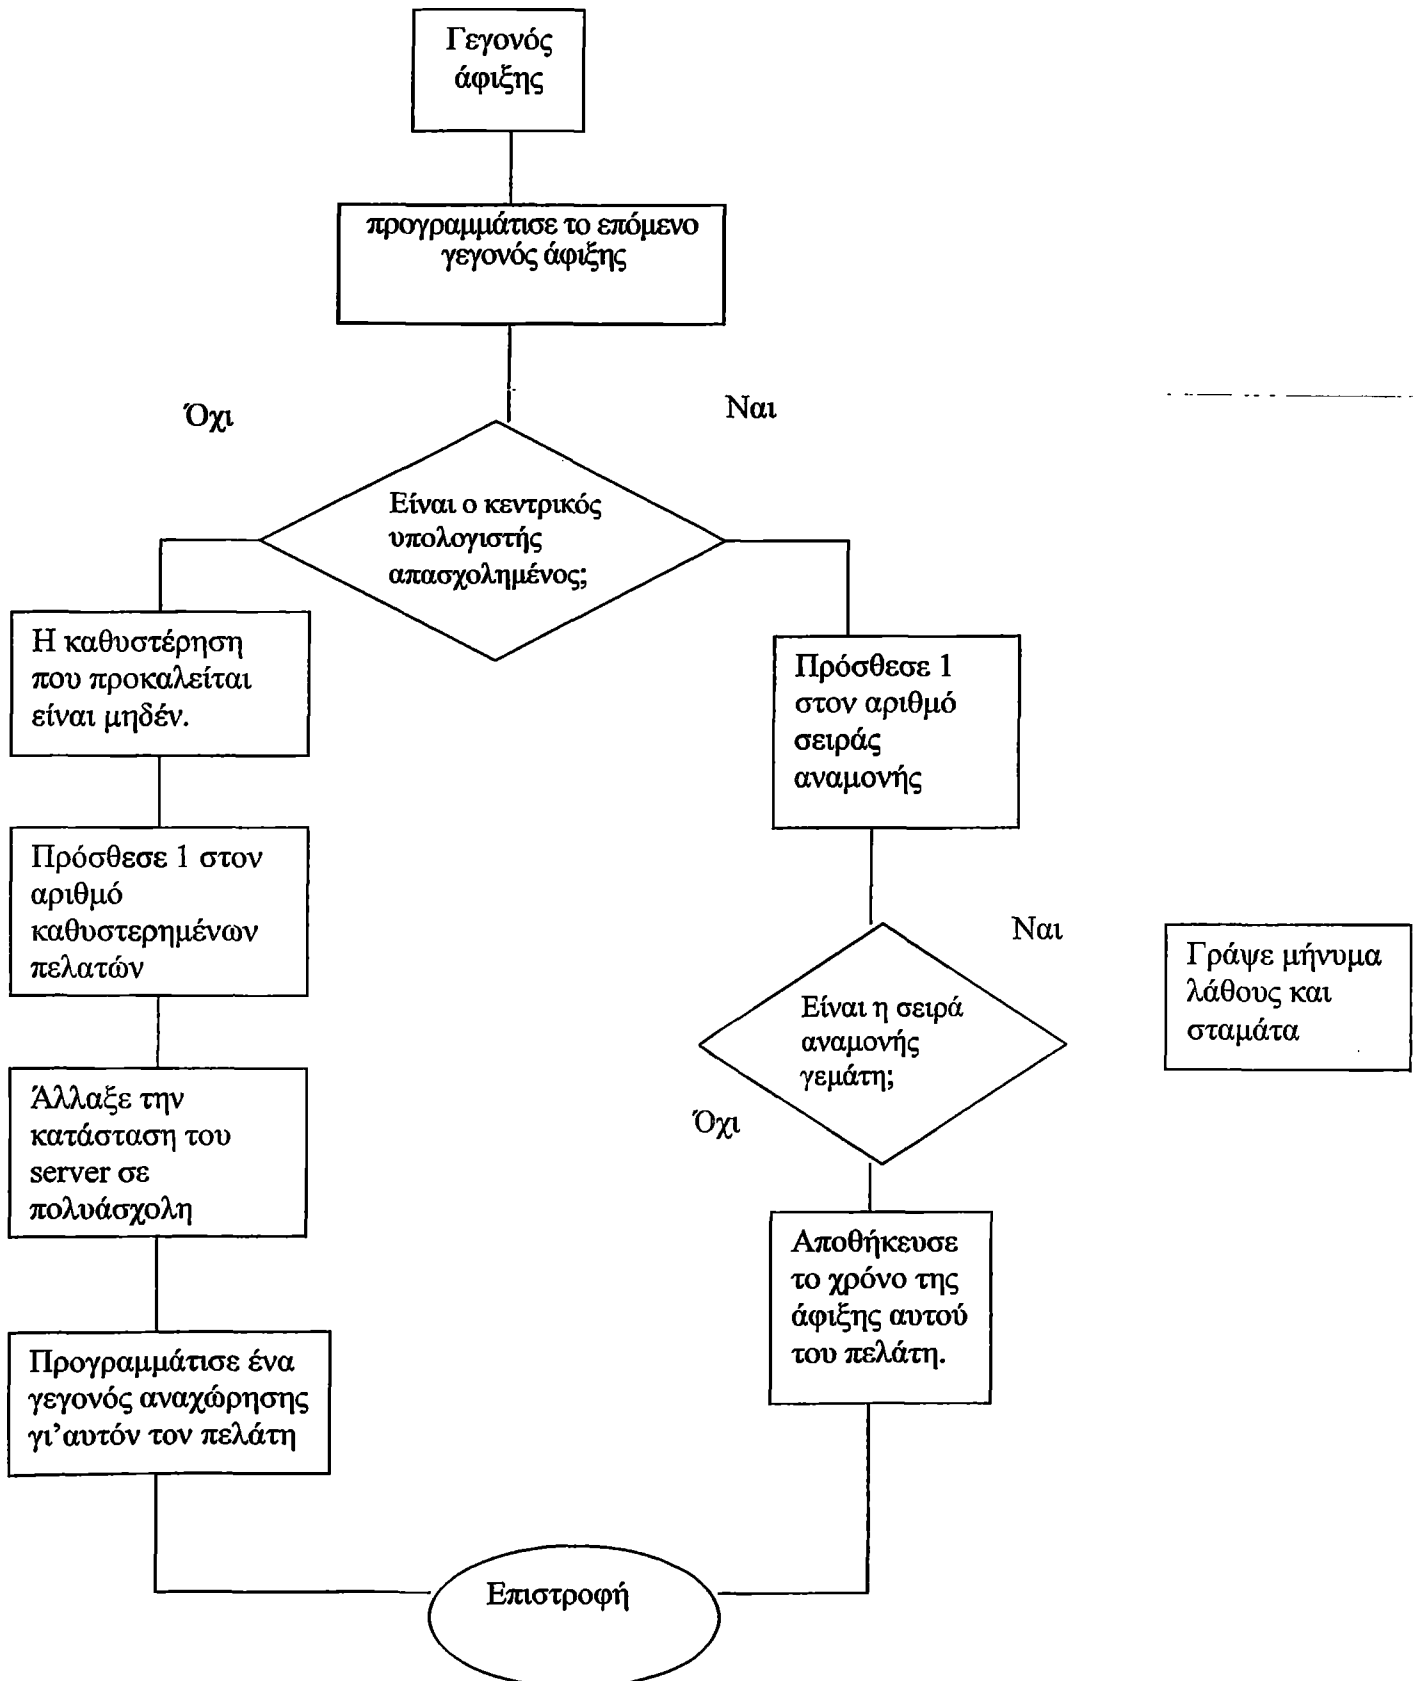 Γεγονός
άφιξης
προγραμμάτισε το επόμενο
γεγονός άφιξης
Όχι
Ναι
Είναι ο κεντρικός
υπολογιστής
απασχολημένος;
Η καθυστέρηση
που προκαλείται
είναι μηδέν.
Πρόσθεσε 1
στον αριθμό
σειράς
αναμονής
Πρόσθεσε 1 στον
αριθμό
καθυστερημένων
πελατών
Ναι
Γράψε μήνυμα
λάθους και
σταμάτα
Είναι η σειρά
αναμονής
γεμάτη;
Όχι
Άλλαξε την
κατάσταση του
server σε
πολυάσχολη
Αποθήκευσε
το χρόνο της
άφιξης αυτού
του πελάτη.
Προγραμμάτισε ένα
γεγονός αναχώρησης
γι’αυτόν τον πελάτη
Επιστροφή